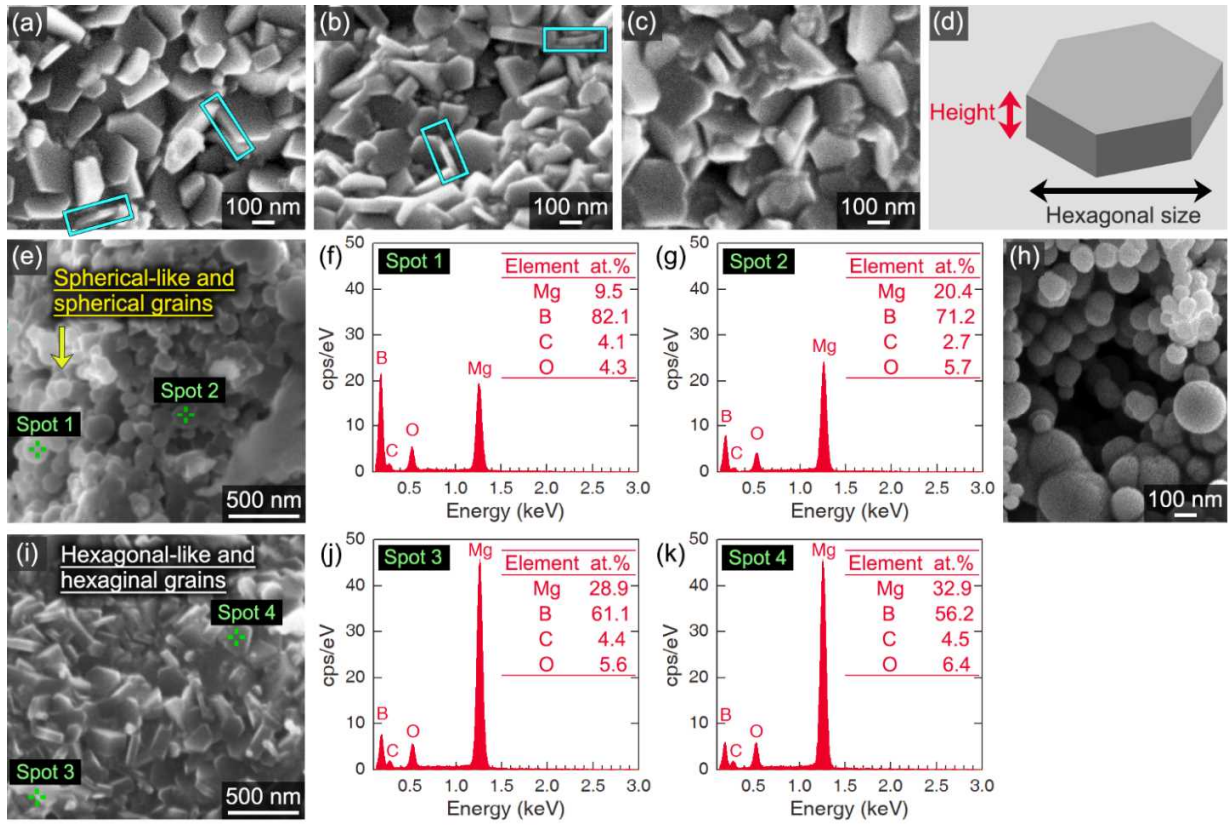 (a)
100 nm
(b)
100 nm
(c)
100 nm
(d)
Height
Hexagonal size
(e)
Spherical-like and
spherical grains
Spot 2
Spot 1
500 nm
(f)
Spot 1
Element at.%
Mg 9.5
B 82.1
C 4.1
O 4.3
B
C
O
Mg
50
40
30
20
10
0
cps/eV
0.5 1.0 1.5 2.0 2.5 3.0
Energy (keV)
(g)
Spot 2
Element at.%
Mg 20.4
B 71.2
C 2.7
O 5.7
B
C
O
Mg
50
40
30
20
10
0
cps/eV
0.5 1.0 1.5 2.0 2.5 3.0
Energy (keV)
(h)
100 nm
(i)
Hexagonal-like and
hexaginal grains
Spot 4
Spot 3
500 nm
(j)
Spot 3
Element at.%
Mg 28.9
B 61.1
C 4.4
O 5.6
B
C
O
Mg
50
40
30
20
10
0
cps/eV
0.5 1.0 1.5 2.0 2.5 3.0
Energy (keV)
(k)
Spot 4
Element at.%
Mg 32.9
B 56.2
C 4.5
O 6.4
B
C
O
Mg
50
40
30
20
10
0
cps/eV
0.5 1.0 1.5 2.0 2.5 3.0
Energy (keV)